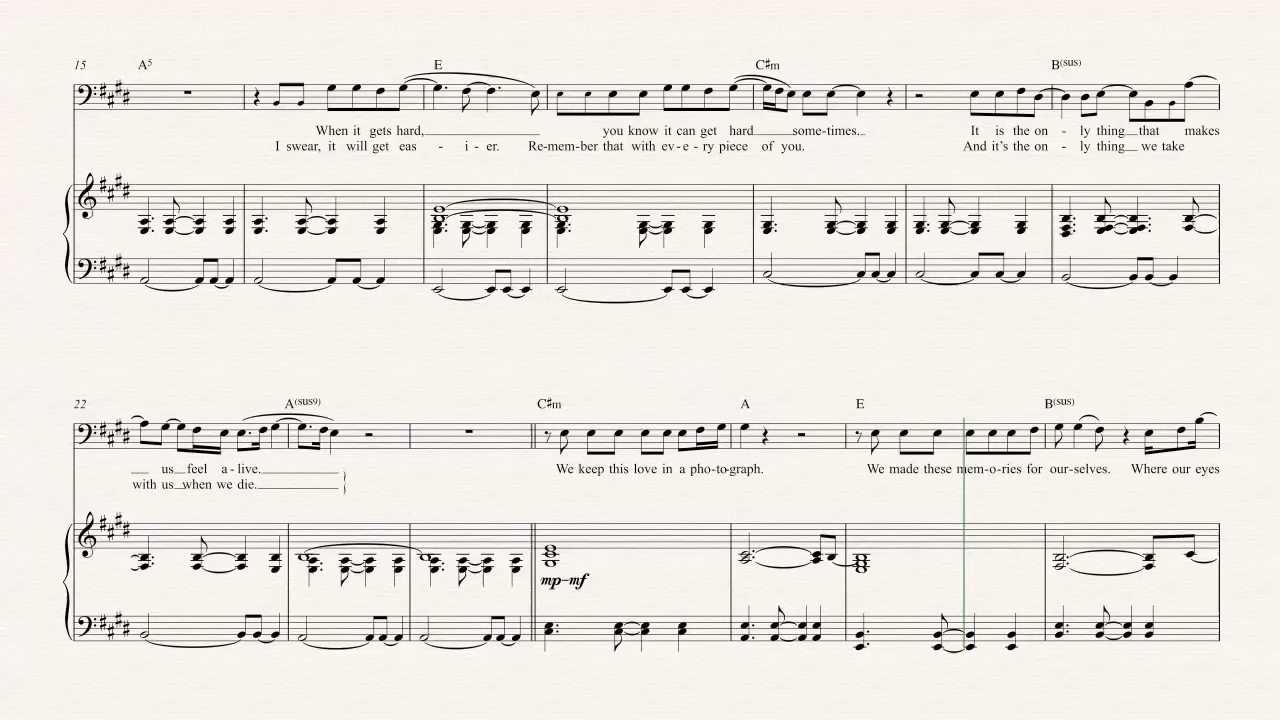 15 A5 E C#m B(sus)
When it gets hard, you know it can get hard some-times. It is the on - ly thing that makes
I swear, it will get eas - i - er. Re-mem-ber that with ev-e-ry piece of you. And it's the on - ly thing we take
22 A(sus9) C#m A E B(sus)
us feel a-live. We keep this love in a pho-to-graph. We made these mem-o-ries for our-selves. Where our eyes
with us when we die.
mp-mf